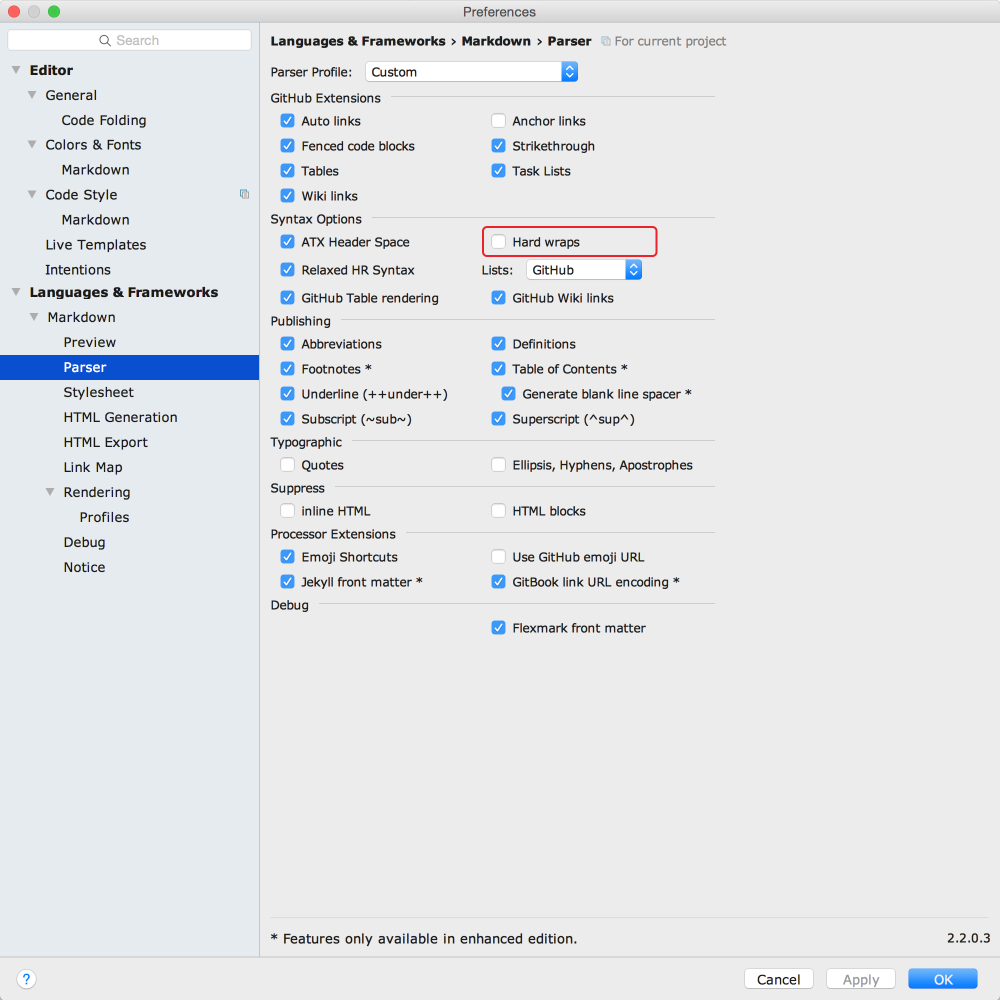 Preferences
Search
Editor
General
Code Folding
Colors & Fonts
Markdown
Code Style
Markdown
Live Templates
Intentions
Languages & Frameworks
Markdown
Preview
Parser
Stylesheet
HTML Generation
HTML Export
Link Map
Rendering
Profiles
Debug
Notice
Languages & Frameworks › Markdown › Parser For current project
Parser Profile: Custom
GitHub Extensions
Auto links Anchor links
Fenced code blocks Strikethrough
Tables Task Lists
Wiki links
Syntax Options
ATX Header Space Hard wraps
Relaxed HR Syntax Lists: GitHub
GitHub Table rendering GitHub Wiki links
Publishing
Abbreviations Definitions
Footnotes * Table of Contents *
Underline (++under++) Generate blank line spacer *
Subscript (~sub~) Superscript (^sup^)
Typographic
Quotes Ellipsis, Hyphens, Apostrophes
Suppress
inline HTML HTML blocks
Processor Extensions
Emoji Shortcuts Use GitHub emoji URL
Jekyll front matter * GitBook link URL encoding *
Debug
Flexmark front matter
* Features only available in enhanced edition. 2.2.0.3
? Cancel Apply OK